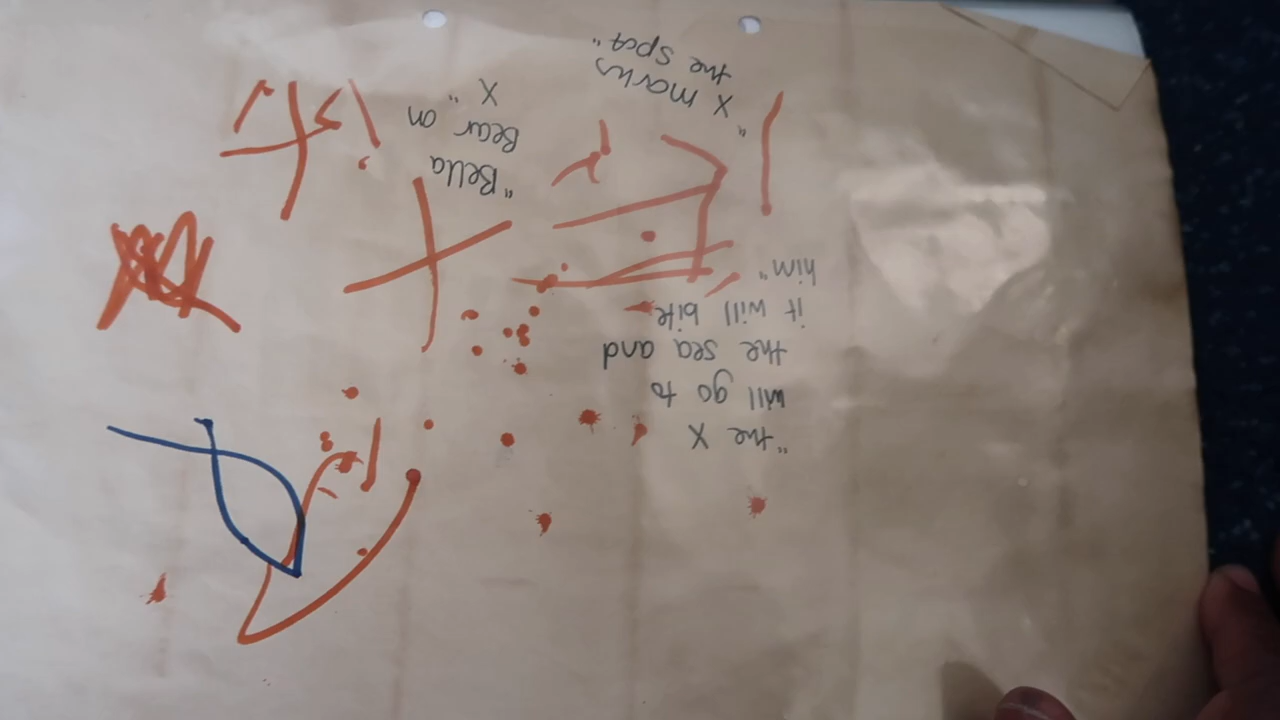 "the X
will go to
the sea and
it will bite
him"
"Bella
Bear on
X"
"X marks
the spot"